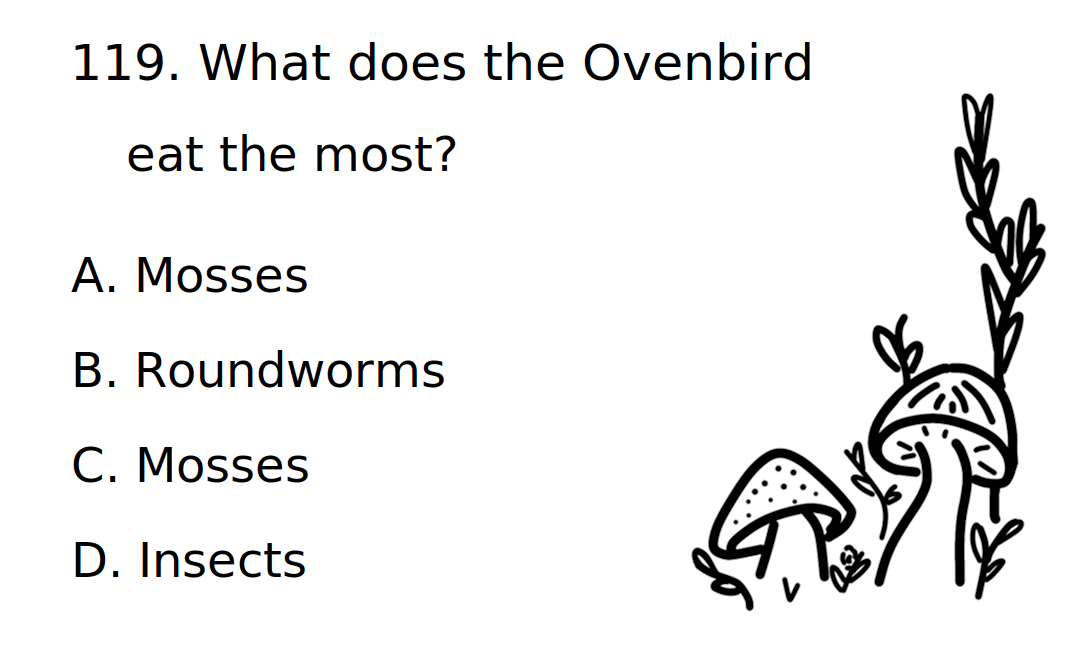 119. What does the Ovenbird
eat the most?
A. Mosses
B. Roundworms
C. Mosses
D. Insects